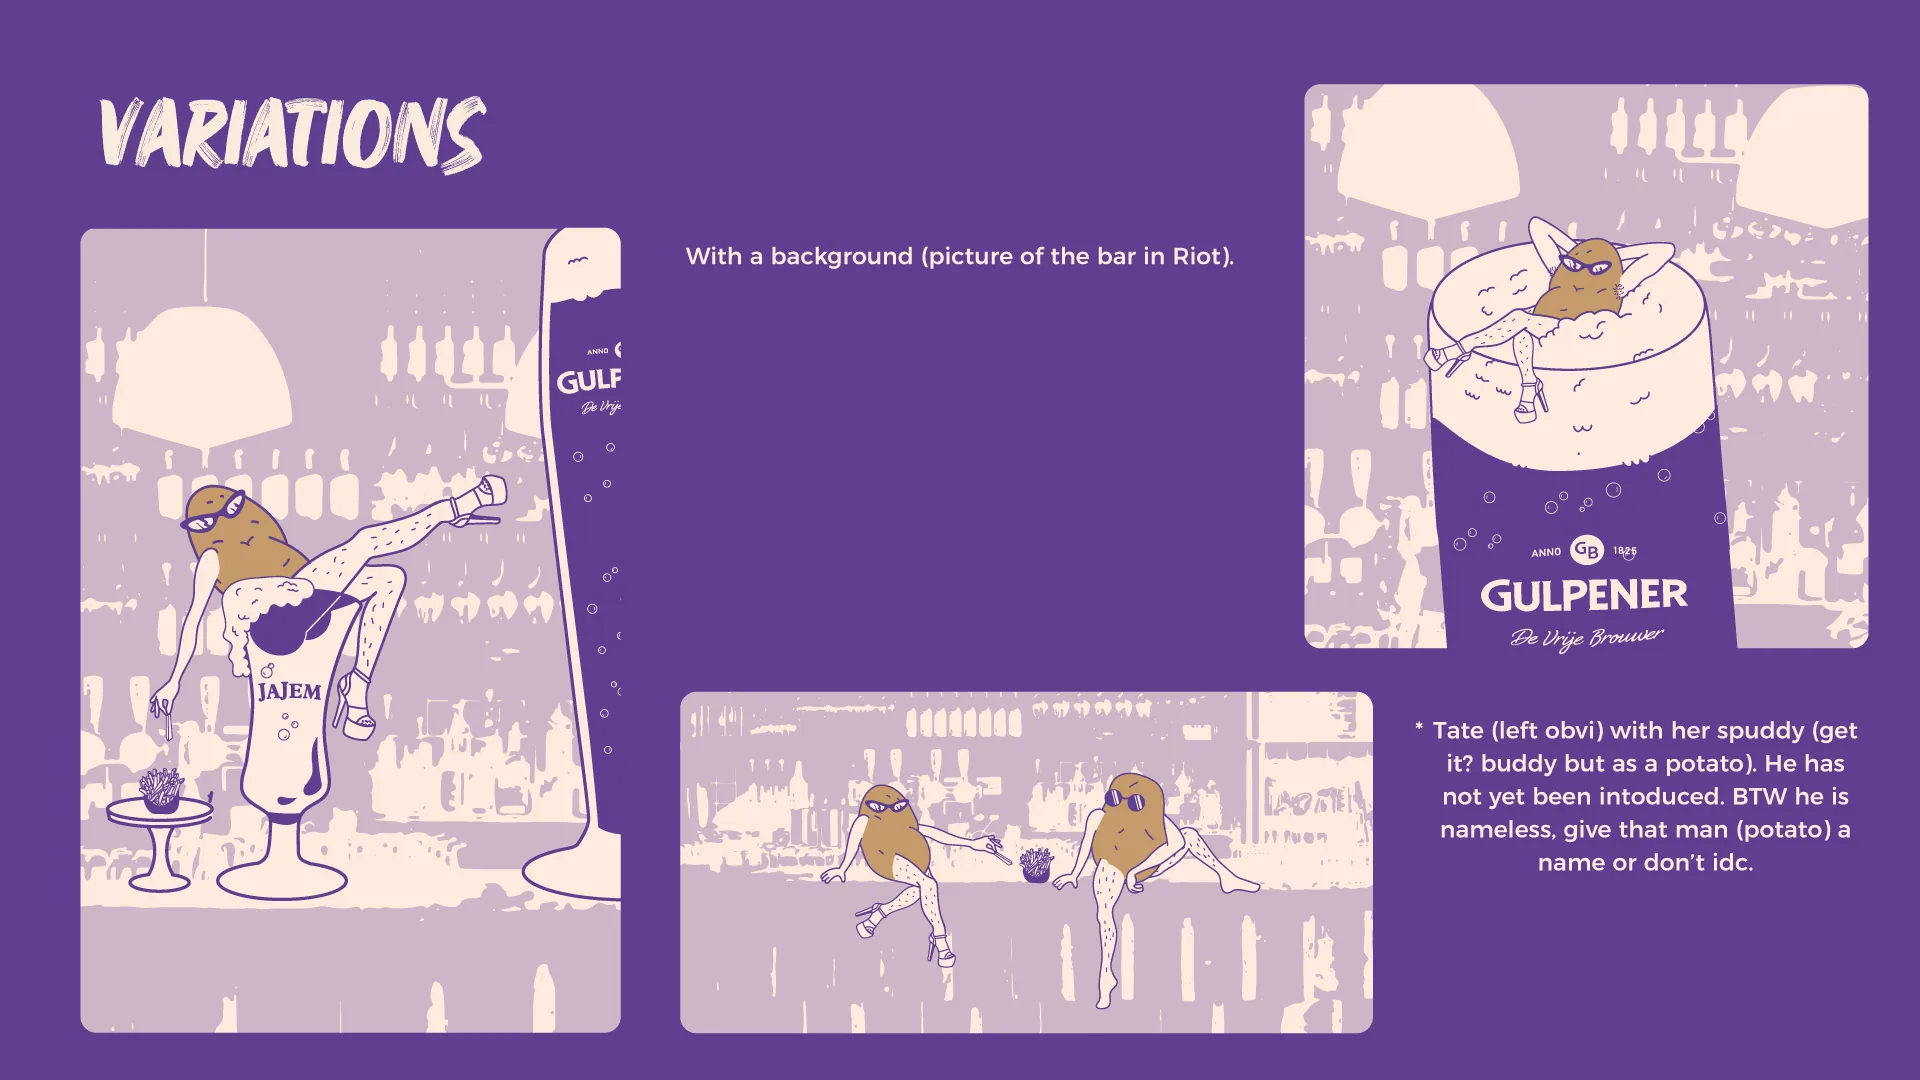 VARIATIONS
With a background (picture of the bar in Riot).
ANNO G
GULP
De Vrije
JAJEM
ANNO GB 1825
GULPENER
De Vrije Brouwer
* Tate (left obvi) with her spuddy (get
it? buddy but as a potato). He has
not yet been intoduced. BTW he is
nameless, give that man (potato) a
name or don't idc.